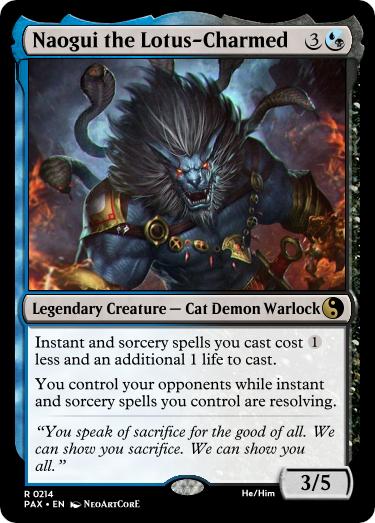 Naogui the Lotus-Charmed 3
Legendary Creature — Cat Demon Warlock
Instant and sorcery spells you cast cost 1
less and an additional 1 life to cast.
You control your opponents while instant
and sorcery spells you control are resolving.
“You speak of sacrifice for the good of all. We
can show you sacrifice. We can show you
all.”
3/5
R 0214
PAX • EN NeoArtCorE
He/Him